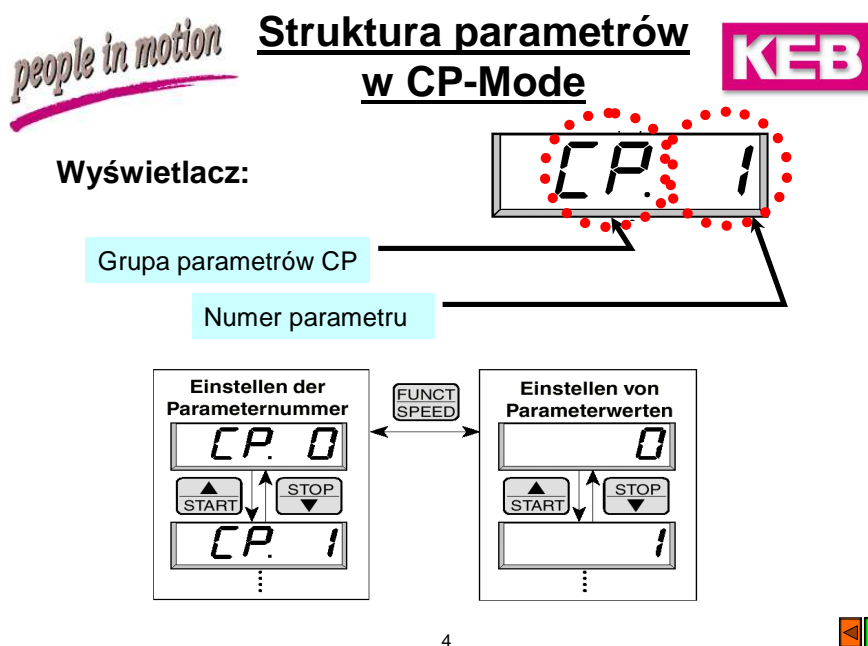 people in motion
Struktura parametrów
w CP-Mode
KEB
Wyświetlacz:
CP. 1
Grupa parametrów CP
Numer parametru
Einstellen der
Parameternummer
CP. 0
START
STOP
CP. 1
FUNCT
SPEED
Einstellen von
Parameterwerten
0
START
STOP
1
4